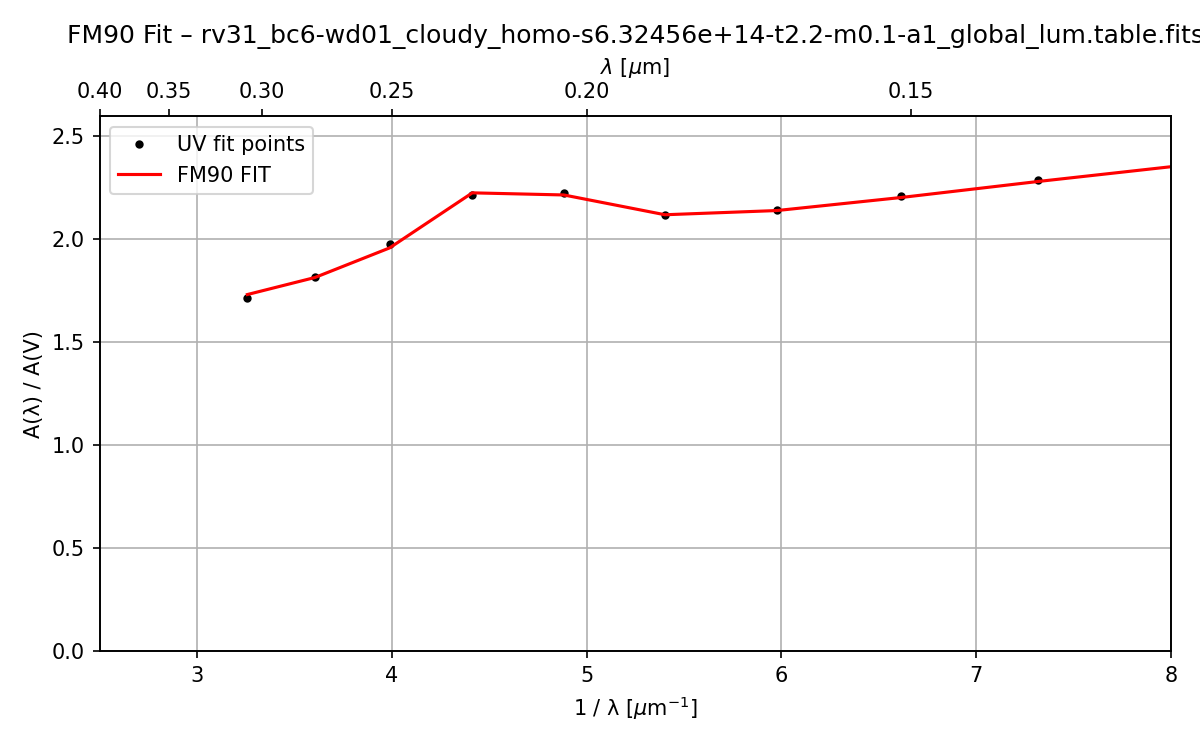 FM90 Fit – rv31_bc6-wd01_cloudy_homo-s6.32456e+14-t2.2-m0.1-a1_global_lum.table.fits
λ [μm]
0.40 0.35 0.30 0.25 0.20 0.15
UV fit points
FM90 FIT
A(λ) / A(V)
2.5
2.0
1.5
1.0
0.5
0.0
3 4 5 6 7 8
1 / λ [μm⁻¹]